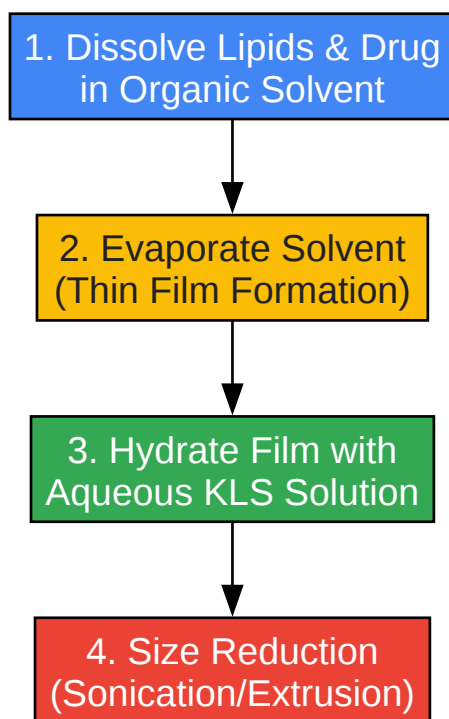 1. Dissolve Lipids & Drug
in Organic Solvent
2. Evaporate Solvent
(Thin Film Formation)
3. Hydrate Film with
Aqueous KLS Solution
4. Size Reduction
(Sonication/Extrusion)